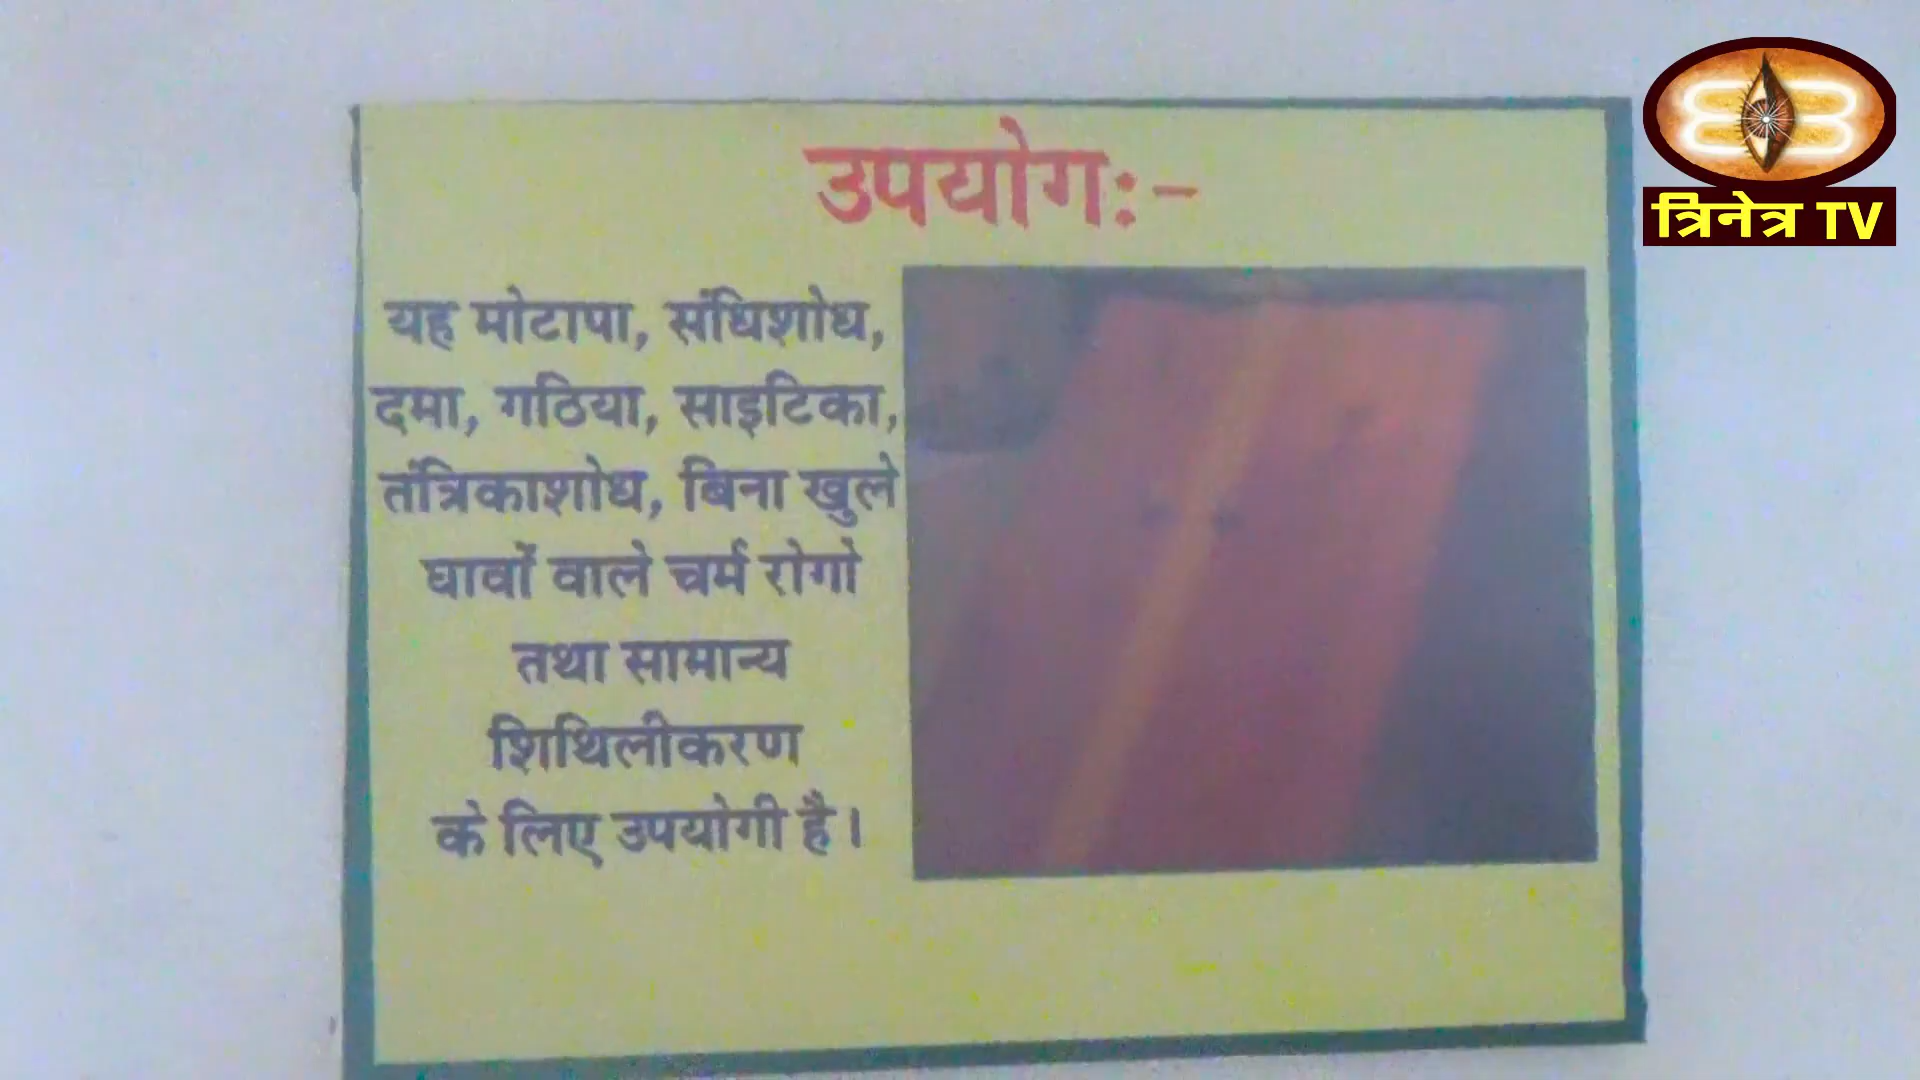 त्रिनेत्र TV
उपयोगः-
यह मोटापा, संधिशोध,
दमा, गठिया, साइटिका,
तंत्रिकाशोध, बिना खुले
घावों वाले चर्म रोगो
तथा सामान्य
शिथिलीकरण
के लिए उपयोगी है।